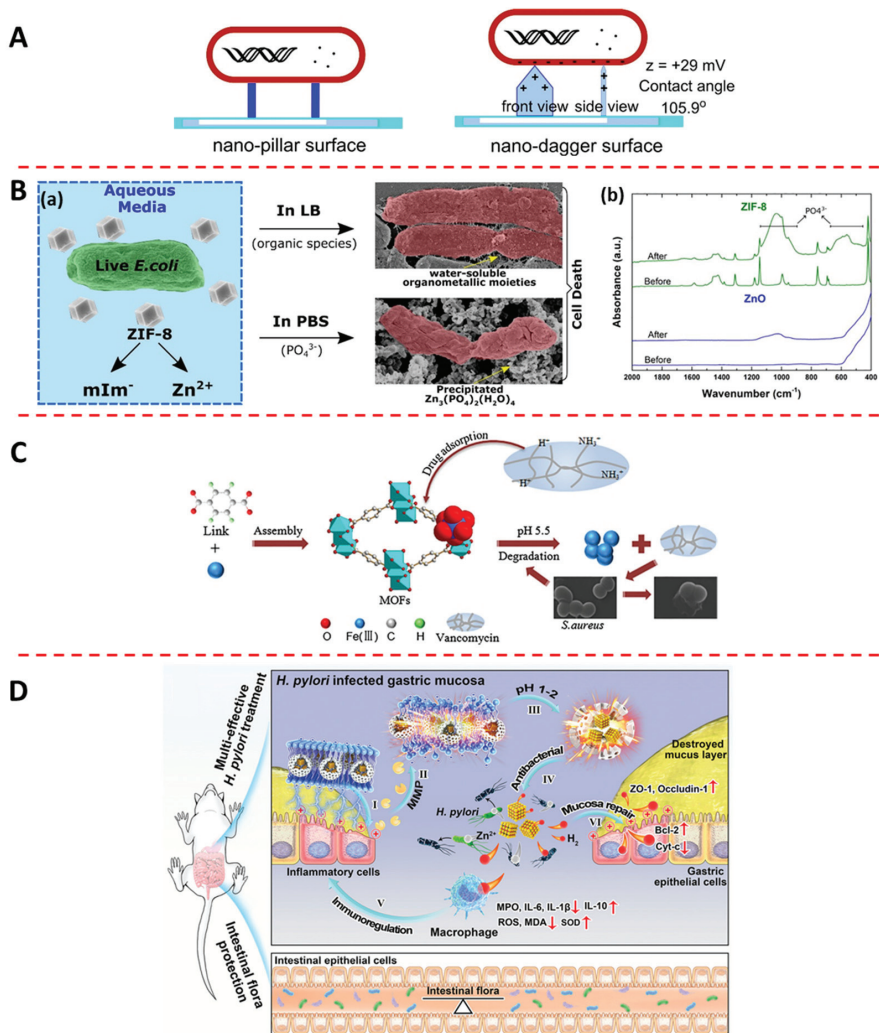 A
z = +29 mV
Contact angle
105.9°
front view side view
nano-pillar surface
nano-dagger surface
B
(a)
Aqueous
Media
Live E.coli
ZIF-8
mIm⁻
Zn²⁺
In LB
(organic species)
In PBS
(PO₄³⁻)
water-soluble
organometallic moieties
Precipitated
Zn₃(PO₄)₂(H₂O)₄
Cell Death
(b)
ZIF-8
PO4³⁻
After
Before
ZnO
After
Before
Absorbance (a.u.)
2000 1800 1600 1400 1200 1000 800 600 400
Wavenumber (cm⁻¹)
C
Link
+
Assembly
MOFs
Drug adsorption
H⁺
NH₃⁺
H⁺
NH₃⁺
pH 5.5
Degradation
S.aureus
O Fe(III) C H Vancomycin
D
Multi-effective
H. pylori treatment
Intestinal flora
protection
H. pylori infected gastric mucosa
pH 1-2
III
Destroyed
mucus layer
I
II
MMP
Antibacterial
IV
ZO-1, Occludin-1
H. pylori
Mucosa repair
VI
Bcl-2
Cyt-c
Zn²⁺
H₂
Inflammatory cells
Gastric
epithelial cells
V
Immunoregulation
Macrophage
MPO, IL-6, IL-1β IL-10
ROS, MDA SOD
Intestinal epithelial cells
Intestinal flora